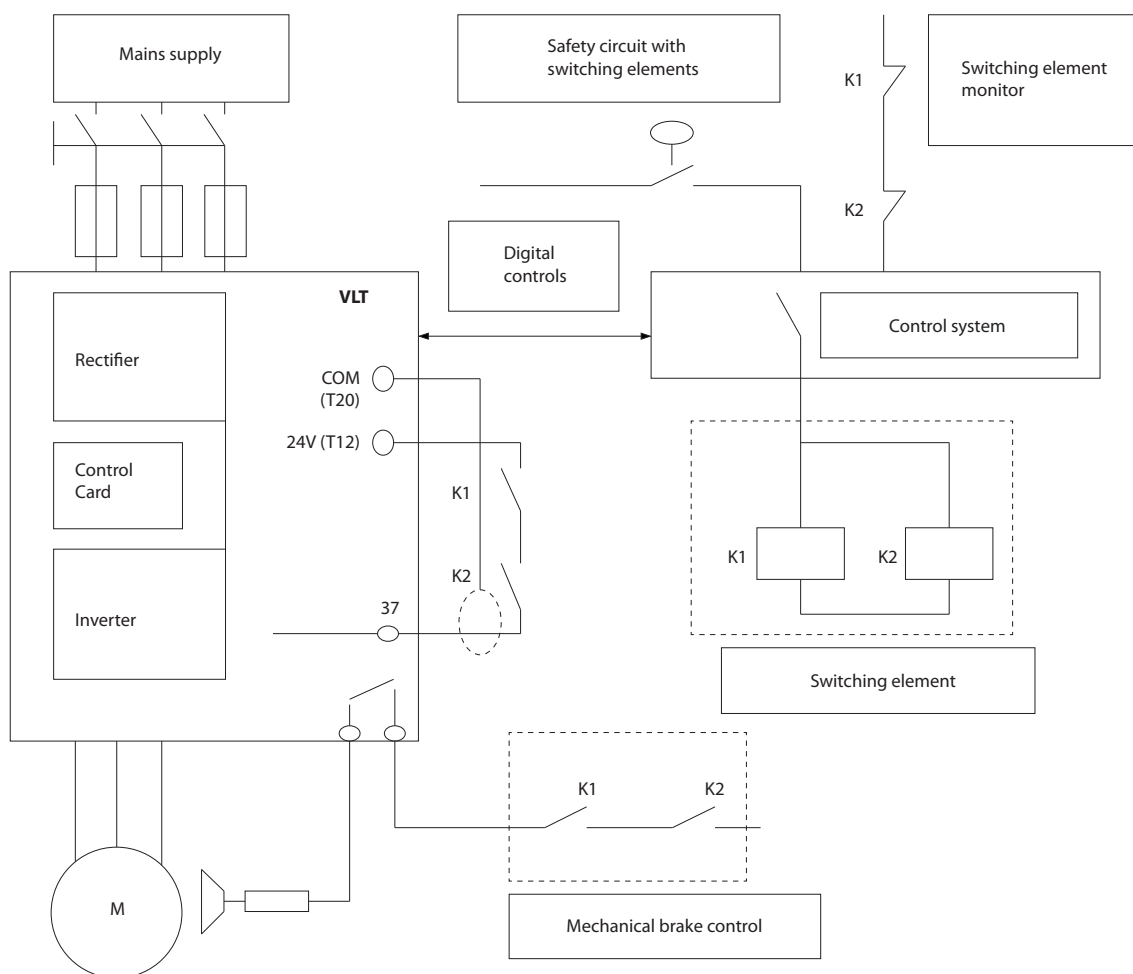 Mains supply
Safety circuit with
switching elements
K1
Switching element
monitor
K2
Digital
controls
VLT
Control system
Rectifier
COM
(T20)
24V (T12)
Control
Card
K1
K1
K2
K2
Inverter
37
Switching element
K1
K2
M
Mechanical brake control